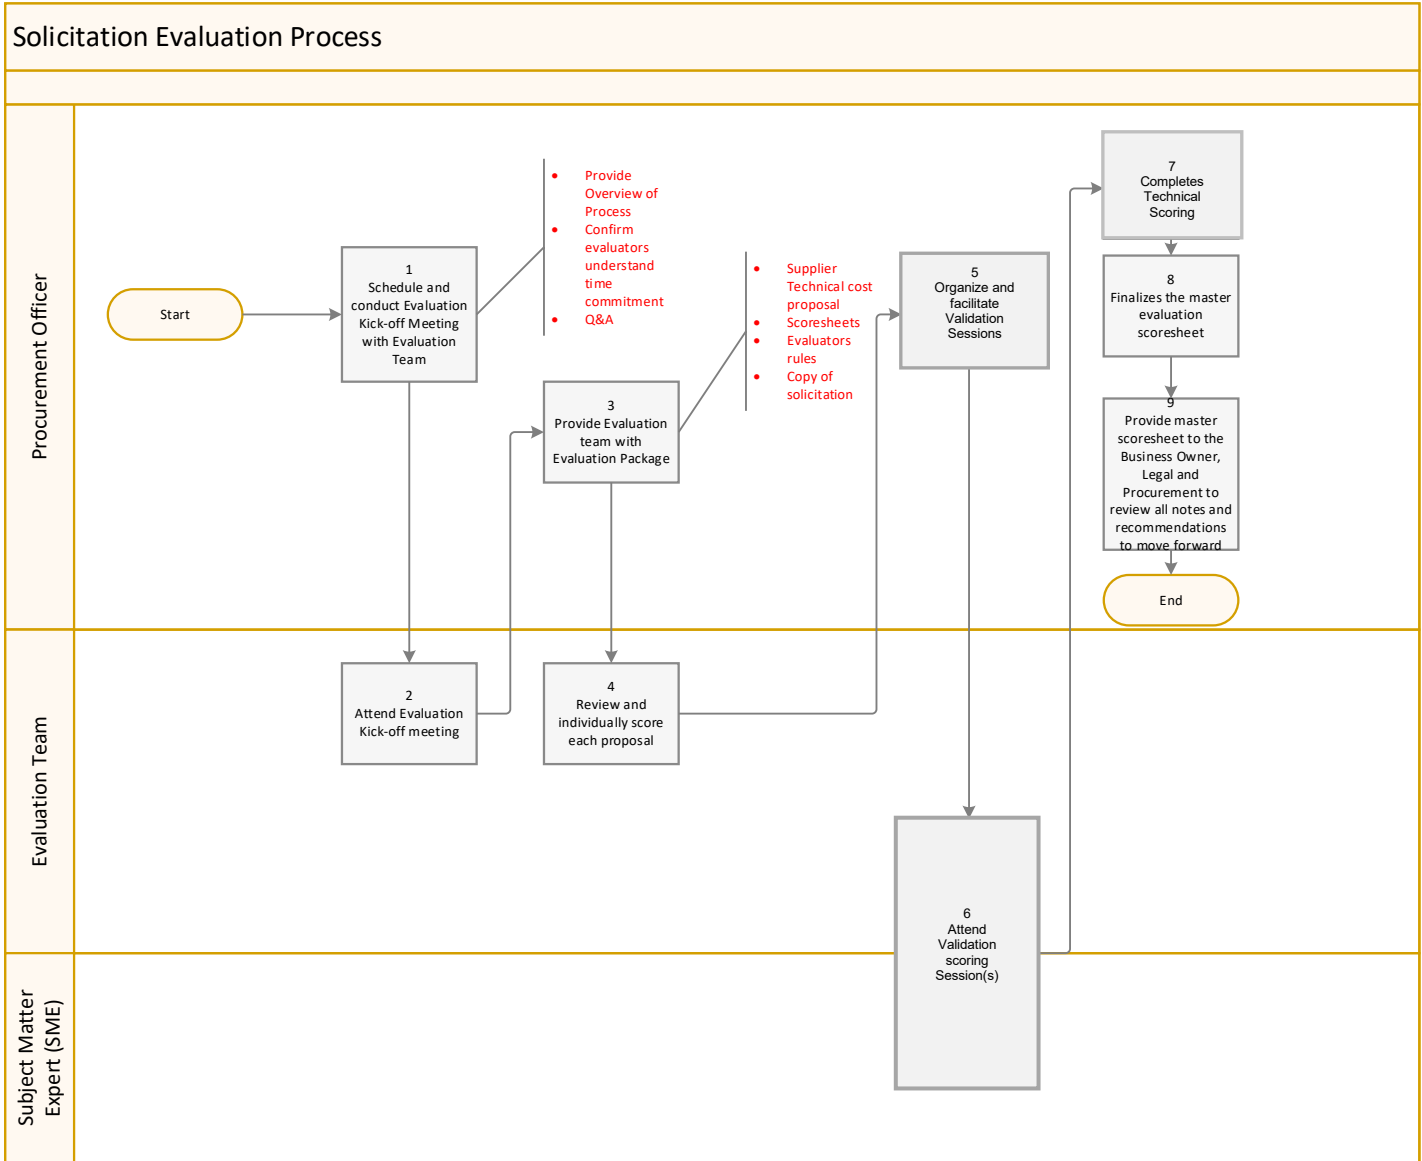 Solicitation Evaluation Process
Procurement Officer
Start
1
Schedule and
conduct Evaluation
Kick-off Meeting
with Evaluation
Team
• Provide
Overview of
Process
• Confirm
evaluators
understand
time
commitment
• Q&A
3
Provide Evaluation
team with
Evaluation Package
• Supplier
Technical cost
proposal
• Scoresheets
• Evaluators
rules
• Copy of
solicitation
5
Organize and
facilitate
Validation
Sessions
7
Completes
Technical
Scoring
8
Finalizes the master
evaluation
scoresheet
9
Provide master
scoresheet to the
Business Owner,
Legal and
Procurement to
review all notes and
recommendations
to move forward
End
Evaluation Team
2
Attend Evaluation
Kick-off meeting
4
Review and
individually score
each proposal
6
Attend
Validation
scoring
Session(s)
Subject Matter
Expert (SME)